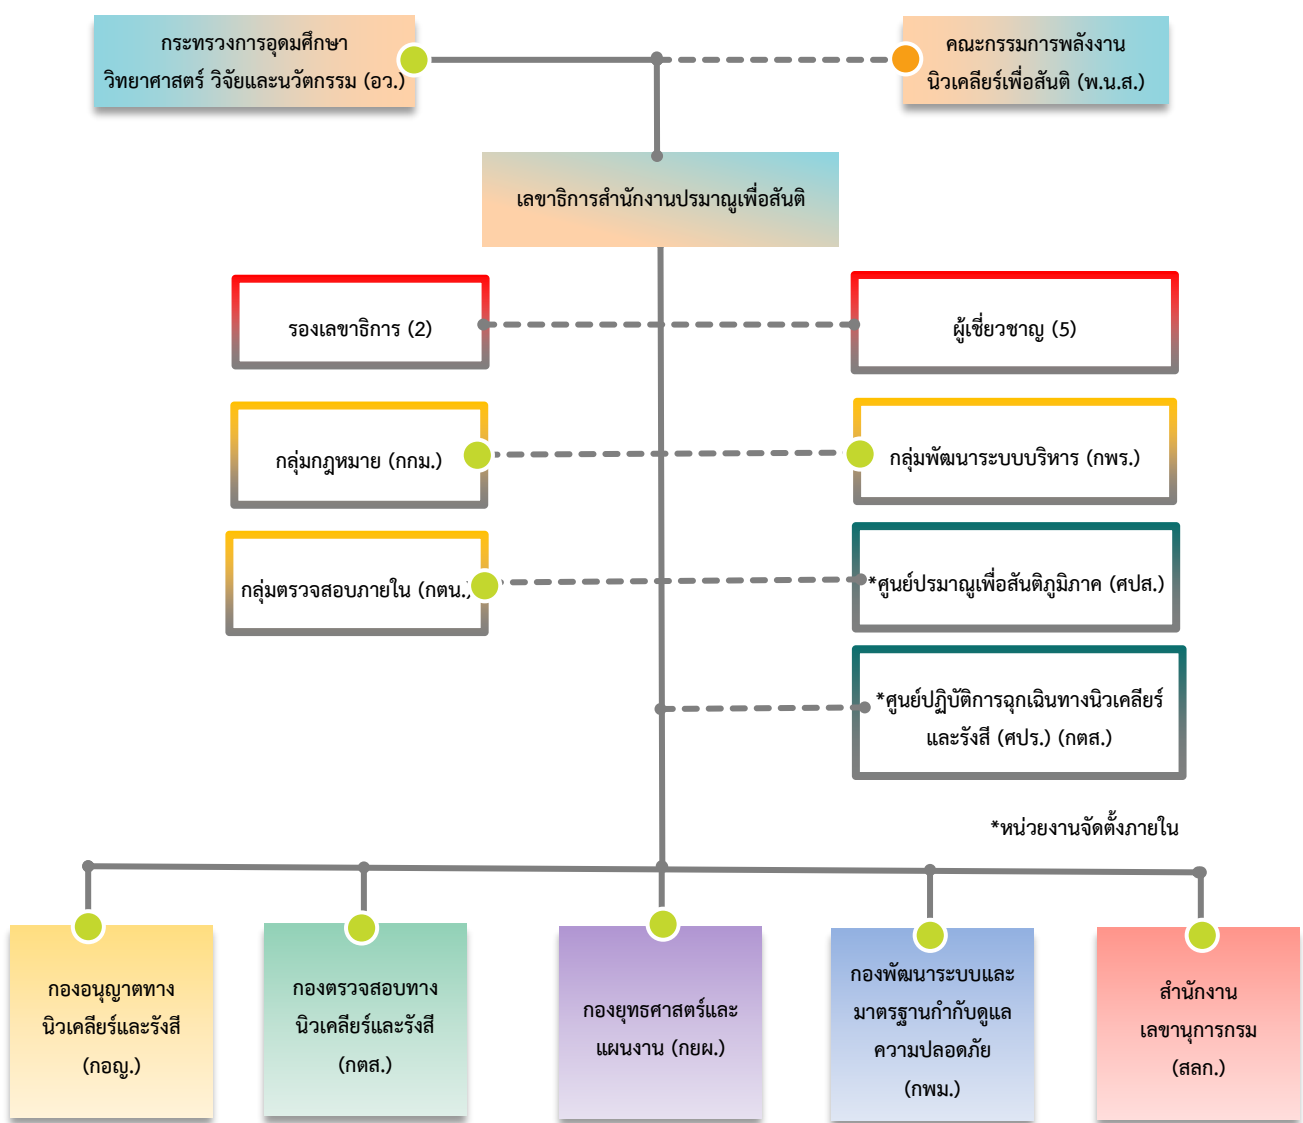 กระทรวงการอุดมศึกษา
วิทยาศาสตร์ วิจัยและนวัตกรรม (อว.)
คณะกรรมการพลังงาน
นิวเคลียร์เพื่อสันติ (พ.น.ส.)
เลขาธิการสำนักงานปรมาณูเพื่อสันติ
รองเลขาธิการ (2)
ผู้เชี่ยวชาญ (5)
กลุ่มกฎหมาย (กกม.)
กลุ่มพัฒนาระบบบริหาร (กพร.)
กลุ่มตรวจสอบภายใน (กตน.)
*ศูนย์ปรมาณูเพื่อสันติภูมิภาค (ศปส.)
*ศูนย์ปฏิบัติการฉุกเฉินทางนิวเคลียร์
และรังสี (ศปร.) (กตส.)
*หน่วยงานจัดตั้งภายใน
กองอนุญาตทาง
นิวเคลียร์และรังสี
(กอญ.)
กองตรวจสอบทาง
นิวเคลียร์และรังสี
(กตส.)
กองยุทธศาสตร์และ
แผนงาน (กยผ.)
กองพัฒนาระบบและ
มาตรฐานกำกับดูแล
ความปลอดภัย
(กพม.)
สำนักงาน
เลขานุการกรม
(สลก.)